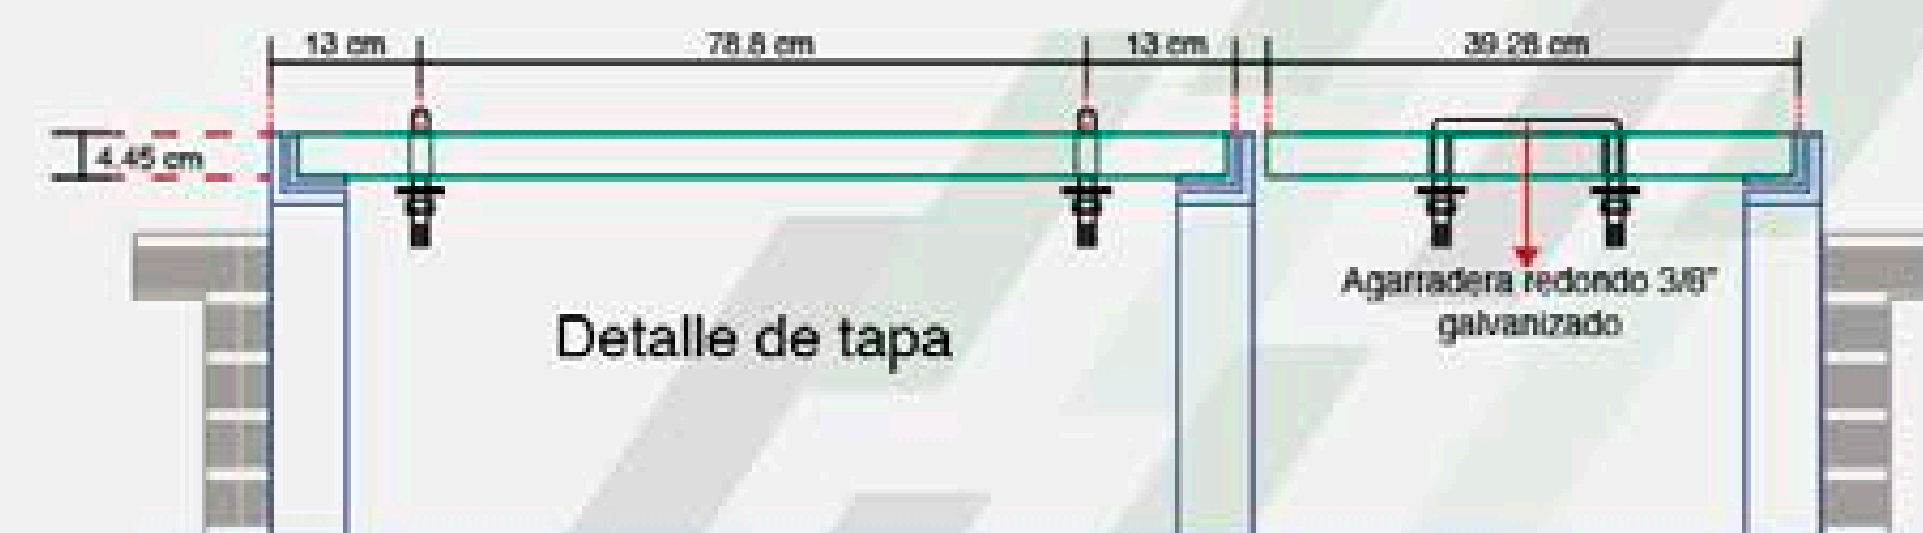 13 cm
78.8 cm
13 cm
39.28 cm
4.45 cm
Agarradera redondo 3/8"
galvanizado
Detalle de tapa